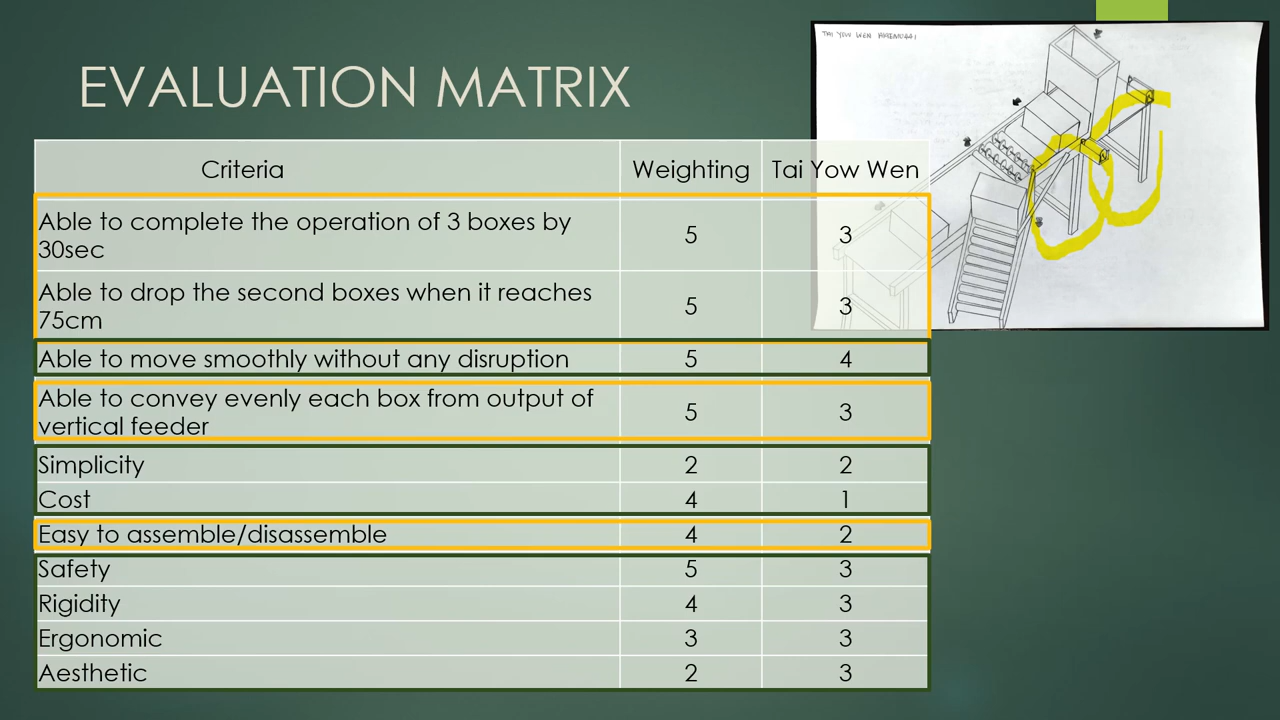 EVALUATION MATRIX
TAI YOW WEN
Criteria Weighting Tai Yow Wen
Able to complete the operation of 3 boxes by
30sec 5 3
Able to drop the second boxes when it reaches
75cm 5 3
Able to move smoothly without any disruption 5 4
Able to convey evenly each box from output of
vertical feeder 5 3
Simplicity 2 2
Cost 4 1
Easy to assemble/disassemble 4 2
Safety 5 3
Rigidity 4 3
Ergonomic 3 3
Aesthetic 2 3